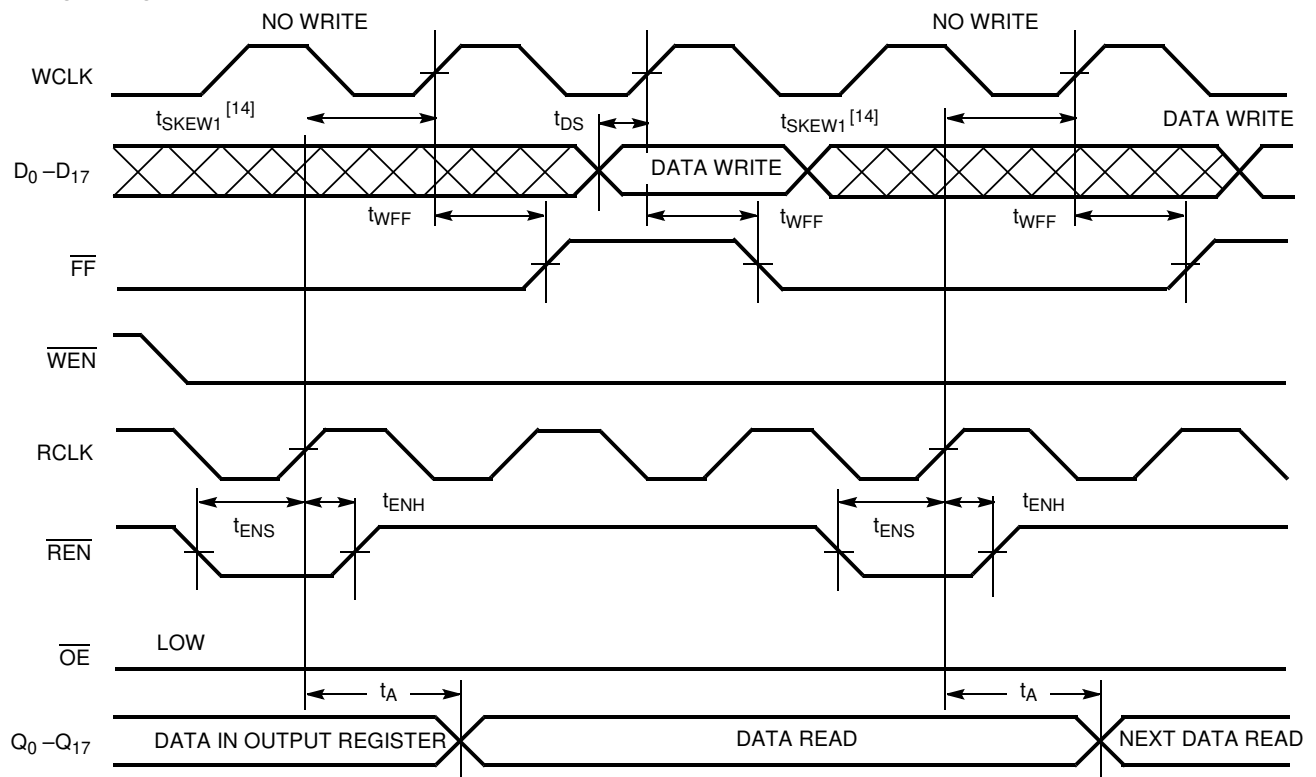 NO WRITE NO WRITE
WCLK
tSKEW1 [14] tDS tSKEW1 [14] DATA WRITE
D0 –D17 DATA WRITE
tWFF tWFF tWFF
FF
WEN
RCLK
tENS tENH tENS tENH
REN
LOW
OE
tA tA
Q0 –Q17 DATA IN OUTPUT REGISTER DATA READ NEXT DATA READ